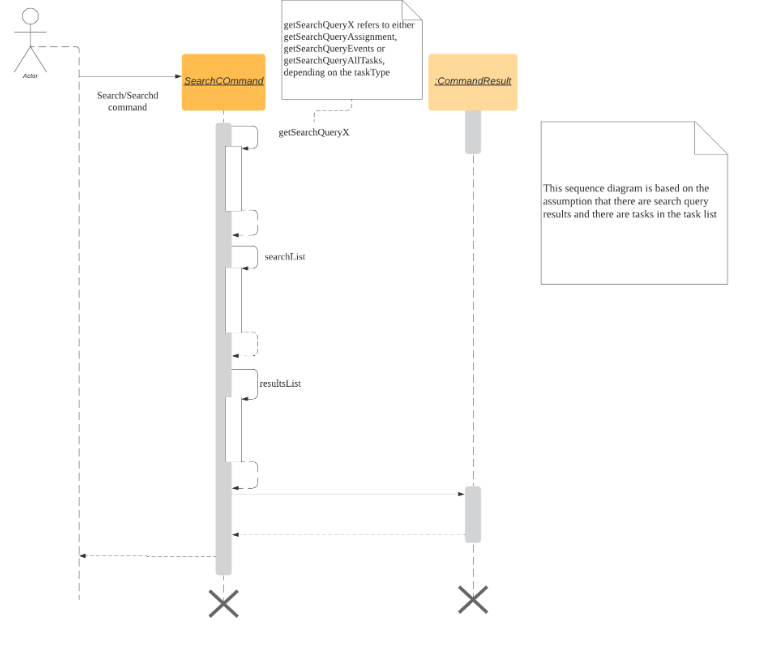 getSearchQueryX refers to either
getSearchQueryAssignment,
getSearchQueryEvents or
getSearchQueryAllTasks,
depending on the taskType
Actor
SearchCOmmand
:CommandResult
Search/Searchd
command
getSearchQueryX
This sequence diagram is based on the
assumption that there are search query
results and there are tasks in the task list
searchList
resultsList